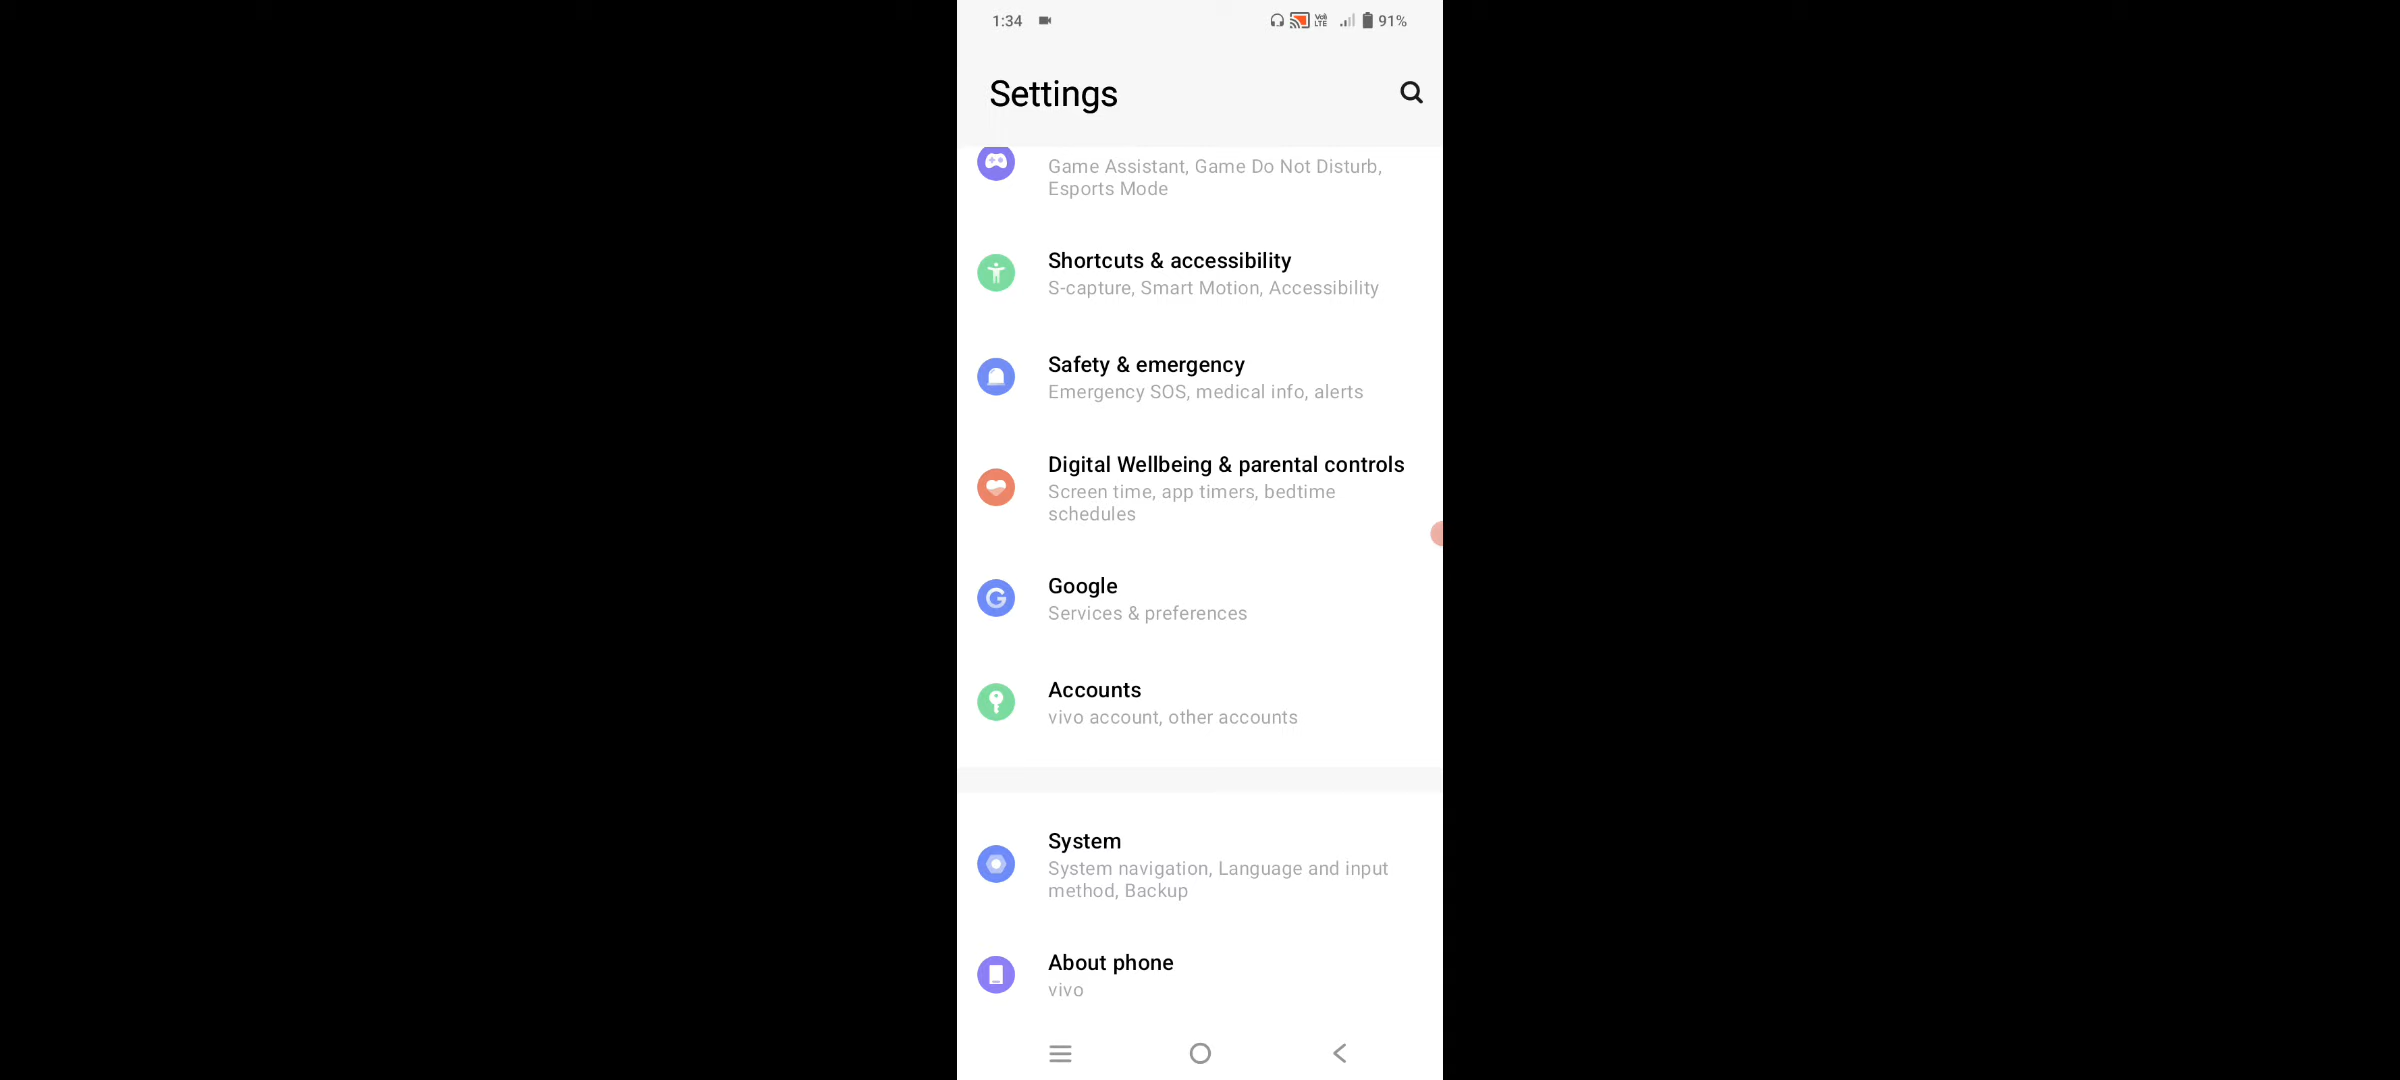 1:34 91%
Settings
Game Assistant, Game Do Not Disturb,
Esports Mode
Shortcuts & accessibility
S-capture, Smart Motion, Accessibility
Safety & emergency
Emergency SOS, medical info, alerts
Digital Wellbeing & parental controls
Screen time, app timers, bedtime
schedules
Google
Services & preferences
Accounts
vivo account, other accounts
System
System navigation, Language and input
method, Backup
About phone
vivo